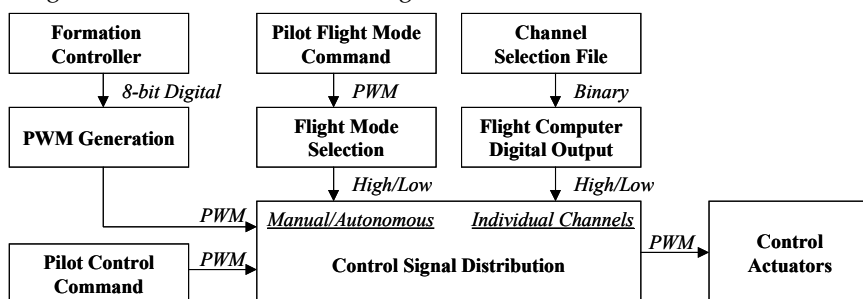 Formation
Controller
Pilot Flight Mode
Command
Channel
Selection File
8-bit Digital
PWM
Binary
PWM Generation
Flight Mode
Selection
Flight Computer
Digital Output
High/Low
High/Low
PWM
Manual/Autonomous
Individual Channels
Pilot Control
Command
PWM
Control Signal Distribution
PWM
Control
Actuators